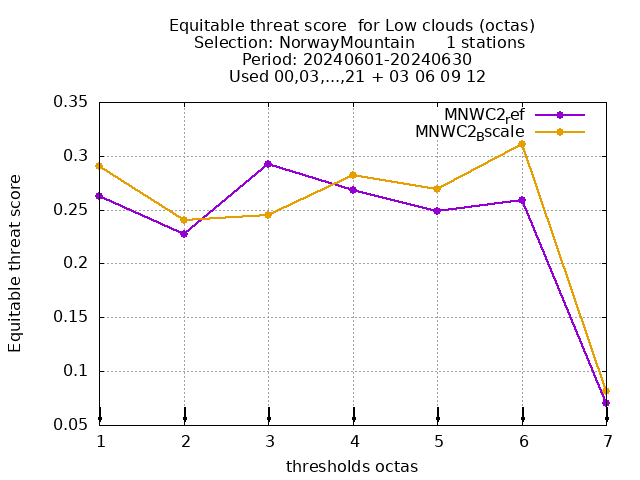 Equitable threat score  for Low clouds (octas)
Selection: NorwayMountain      1 stations
Period: 20240601-20240630
Used 00,03,...,21 + 03 06 09 12
MNWC2ref
MNWC2Bscale
0.35
0.3
0.25
0.2
0.15
0.1
0.05
Equitable threat score
1 2 3 4 5 6 7
thresholds octas